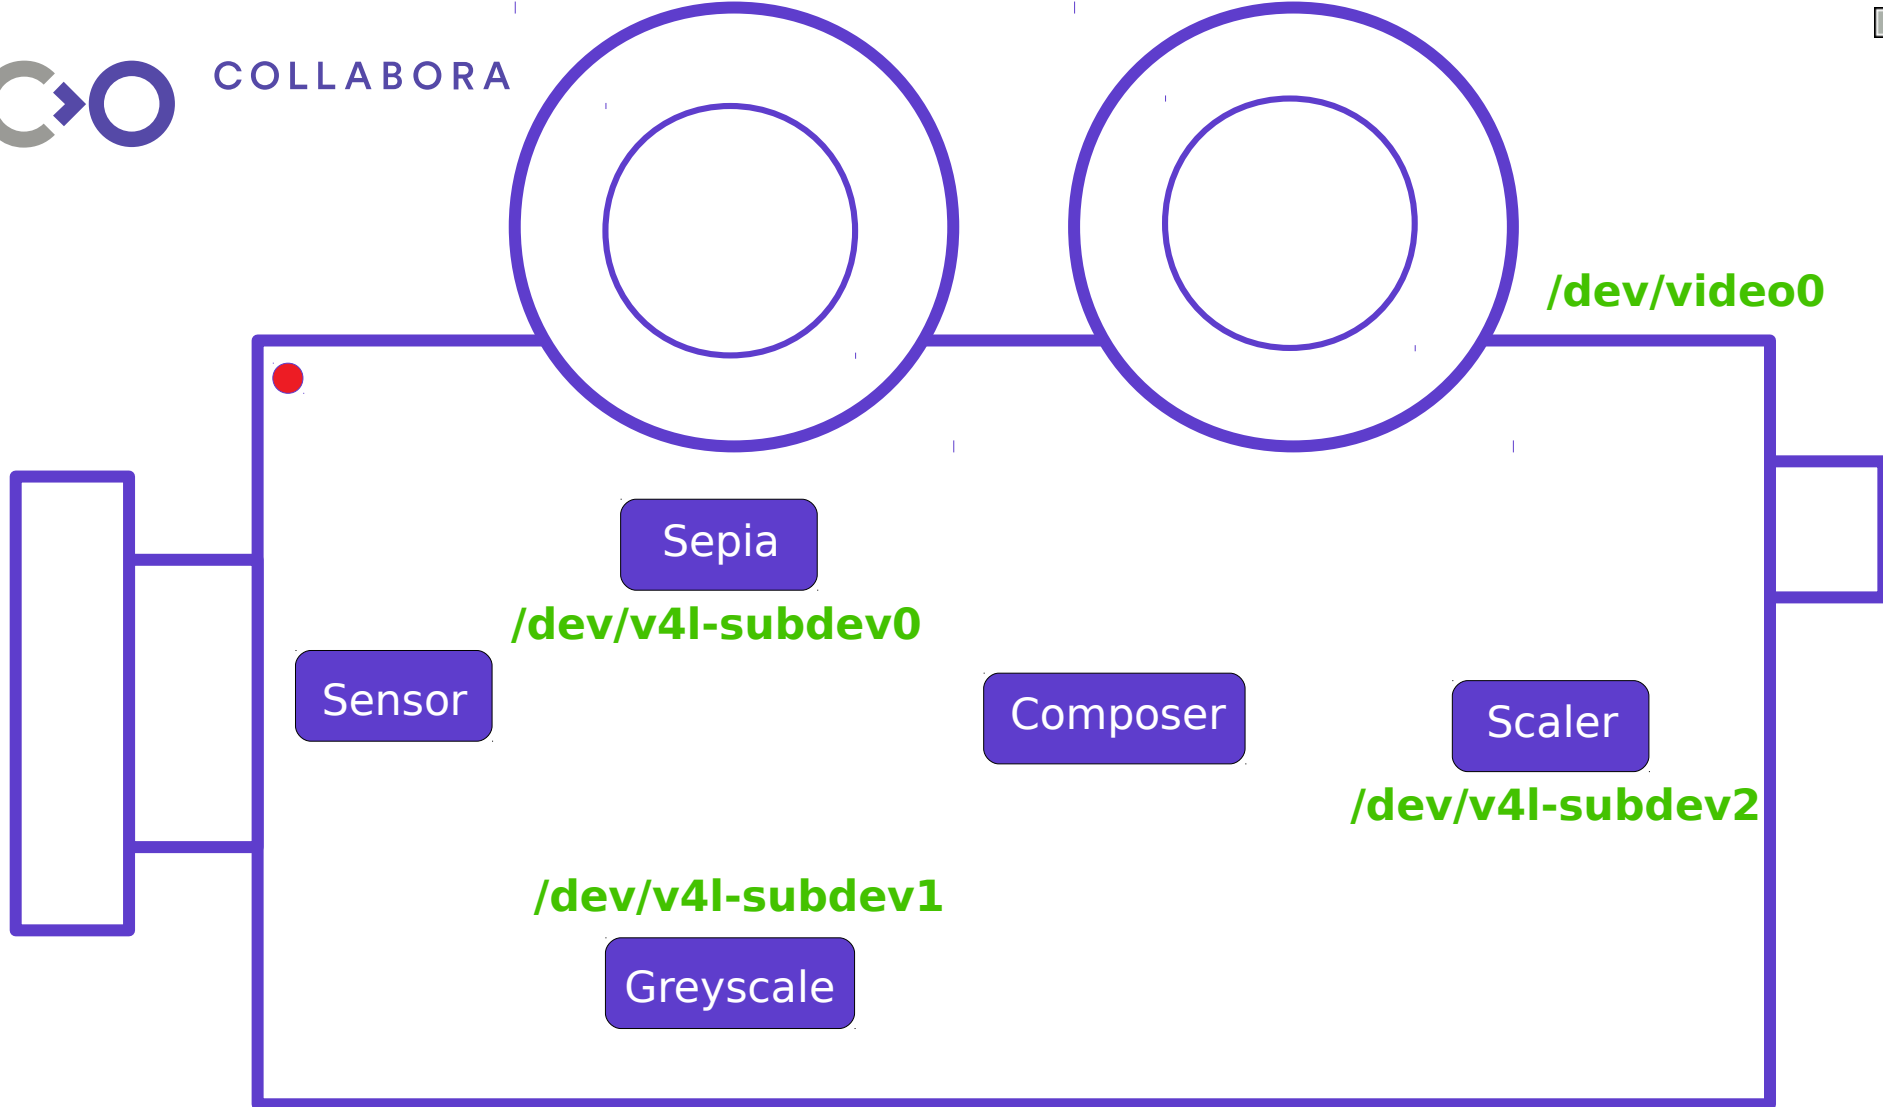 COLLABORA
/dev/video0
Sepia
/dev/v4l-subdev0
Sensor
Composer
Scaler
/dev/v4l-subdev2
/dev/v4l-subdev1
Greyscale